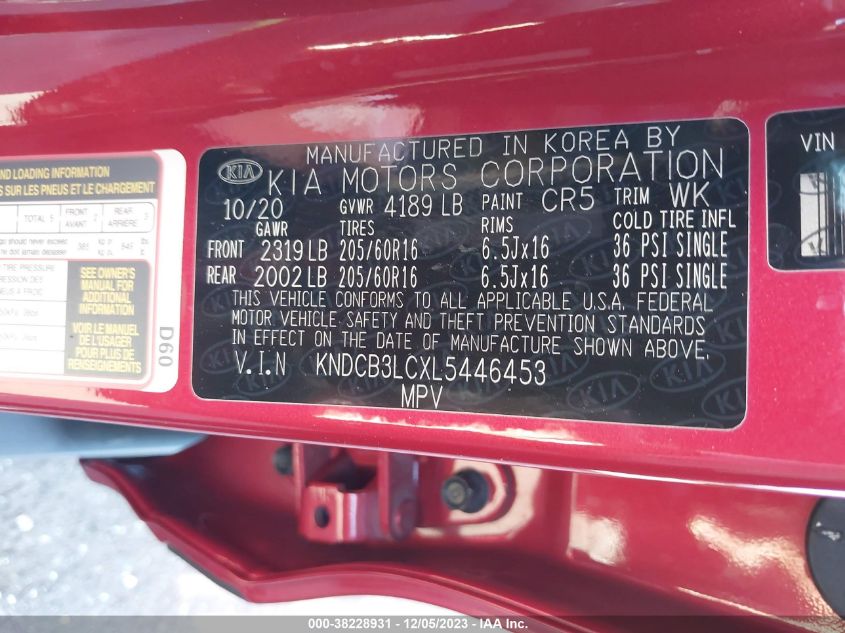 ND LOADING INFORMATION
S SUR LES PNEUS ET LE CHARGEMENT
TOTAL 5 FRONT AVANT 2 REAR ARRIÈRE 3
TIRE PRESSURE
SEE OWNER'S
MANUAL FOR
ADDITIONAL
INFORMATION
VOIR LE MANUEL
DE L'USAGER
POUR PLUS DE
RENSEIGNEMENTS
D60
MANUFACTURED IN KOREA BY
KIA KIA MOTORS CORPORATION
10/20 GVWR 4189 LB PAINT CR5 TRIM WK
GAWR TIRES RIMS COLD TIRE INFL
FRONT 2319 LB 205/60R16 6.5Jx16 36 PSI SINGLE
REAR 2002 LB 205/60R16 6.5Jx16 36 PSI SINGLE
THIS VEHICLE CONFORMS TO ALL APPLICABLE U.S.A. FEDERAL
MOTOR VEHICLE SAFETY AND THEFT PREVENTION STANDARDS
IN EFFECT ON THE DATE OF MANUFACTURE SHOWN ABOVE.
V.I.N KNDCB3LCXL5446453
MPV
VIN
000-38228931 - 12/05/2023 - IAA Inc.